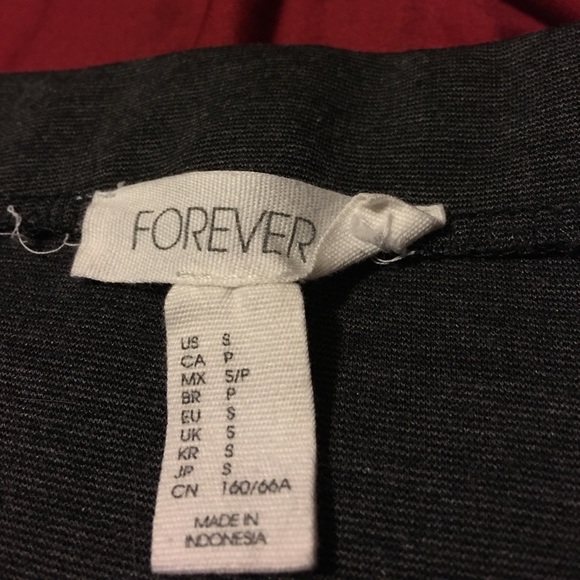 FOREVER
US S
CA P
MX S/P
BR P
EU S
UK S
KR S
JP S
CN 160/66A
MADE IN
INDONESIA